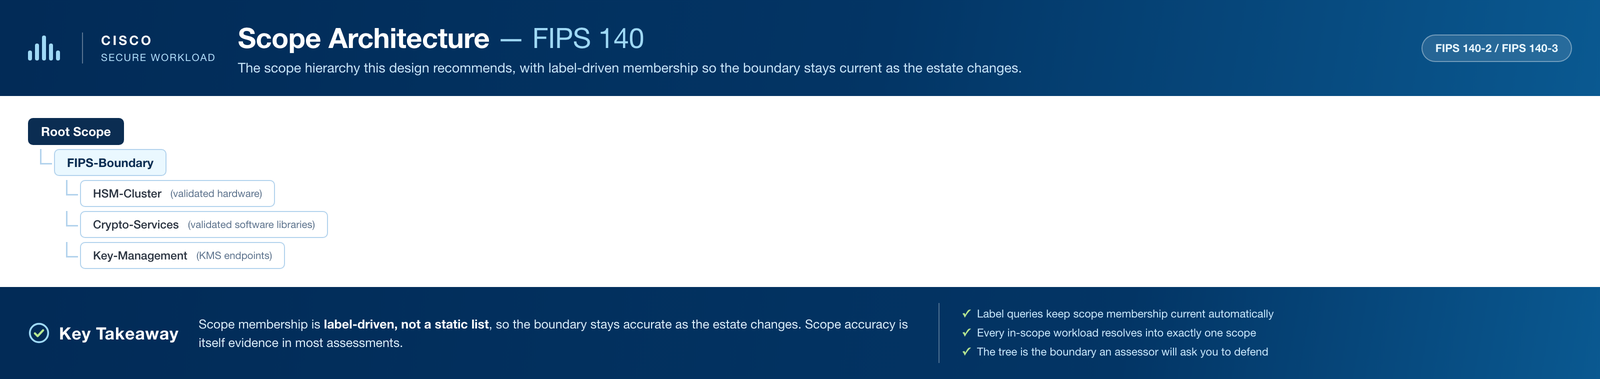 CISCO
SECURE WORKLOAD
Scope Architecture — FIPS 140
The scope hierarchy this design recommends, with label-driven membership so the boundary stays current as the estate changes.
FIPS 140-2 / FIPS 140-3
Root Scope
FIPS-Boundary
HSM-Cluster (validated hardware)
Crypto-Services (validated software libraries)
Key-Management (KMS endpoints)
Key Takeaway
Scope membership is label-driven, not a static list, so the boundary stays accurate as the estate changes. Scope accuracy is
itself evidence in most assessments.
✓ Label queries keep scope membership current automatically
✓ Every in-scope workload resolves into exactly one scope
✓ The tree is the boundary an assessor will ask you to defend